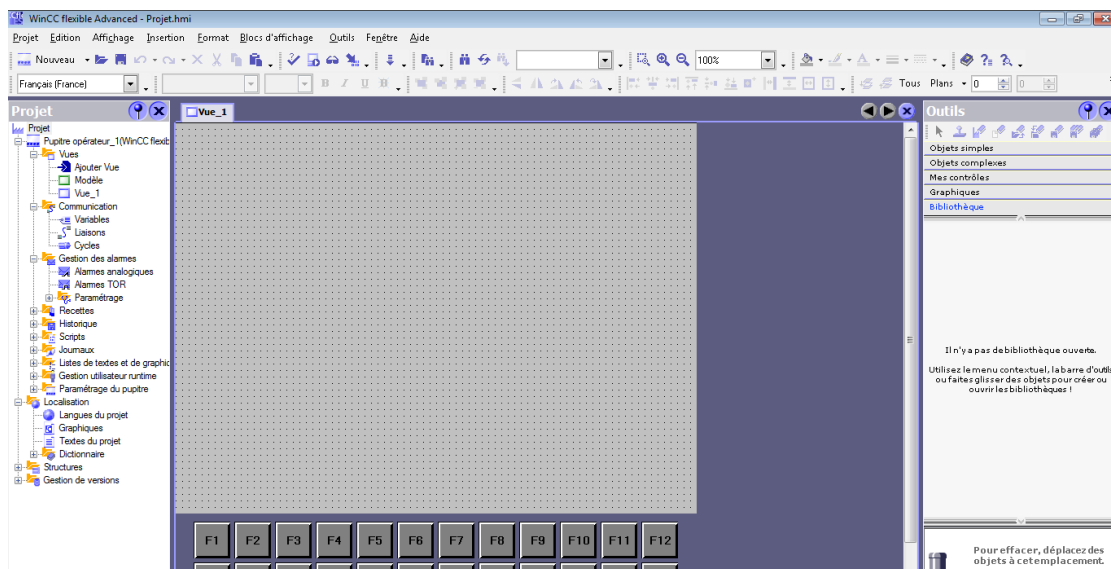 WinCC flexible Advanced - Projet.hmi
Projet Edition Affichage Insertion Format Blocs d'affichage Outils Fenêtre Aide
Nouveau 100%
Français (France) B I U B Tous Plans 0 0
Projet
Vue_1
Outils
Projet
Pupitre opérateur_1(WinCC flexib
Vues
Ajouter Vue
Modèle
Vue_1
Communication
Variables
Liaisons
Cycles
Gestion des alarmes
Alarmes analogiques
Alarmes TOR
Paramétrage
Recettes
Historique
Scripts
Journaux
Listes de textes et de graphic
Gestion utilisateur runtime
Paramétrage du pupitre
Localisation
Langues du projet
Graphiques
Textes du projet
Dictionnaire
Structures
Gestion de versions
F1 F2 F3 F4 F5 F6 F7 F8 F9 F10 F11 F12
Objets simples
Objets complexes
Mes contrôles
Graphiques
Bibliothèque
Il n'y a pas de bibliothèque ouverte.
Utilisez le menu contextuel, la barre d'outils
ou faites glisser des objets pour créer ou
ouvrir les bibliothèques !
Pour effacer, déplacez des
objets à cet emplacement.